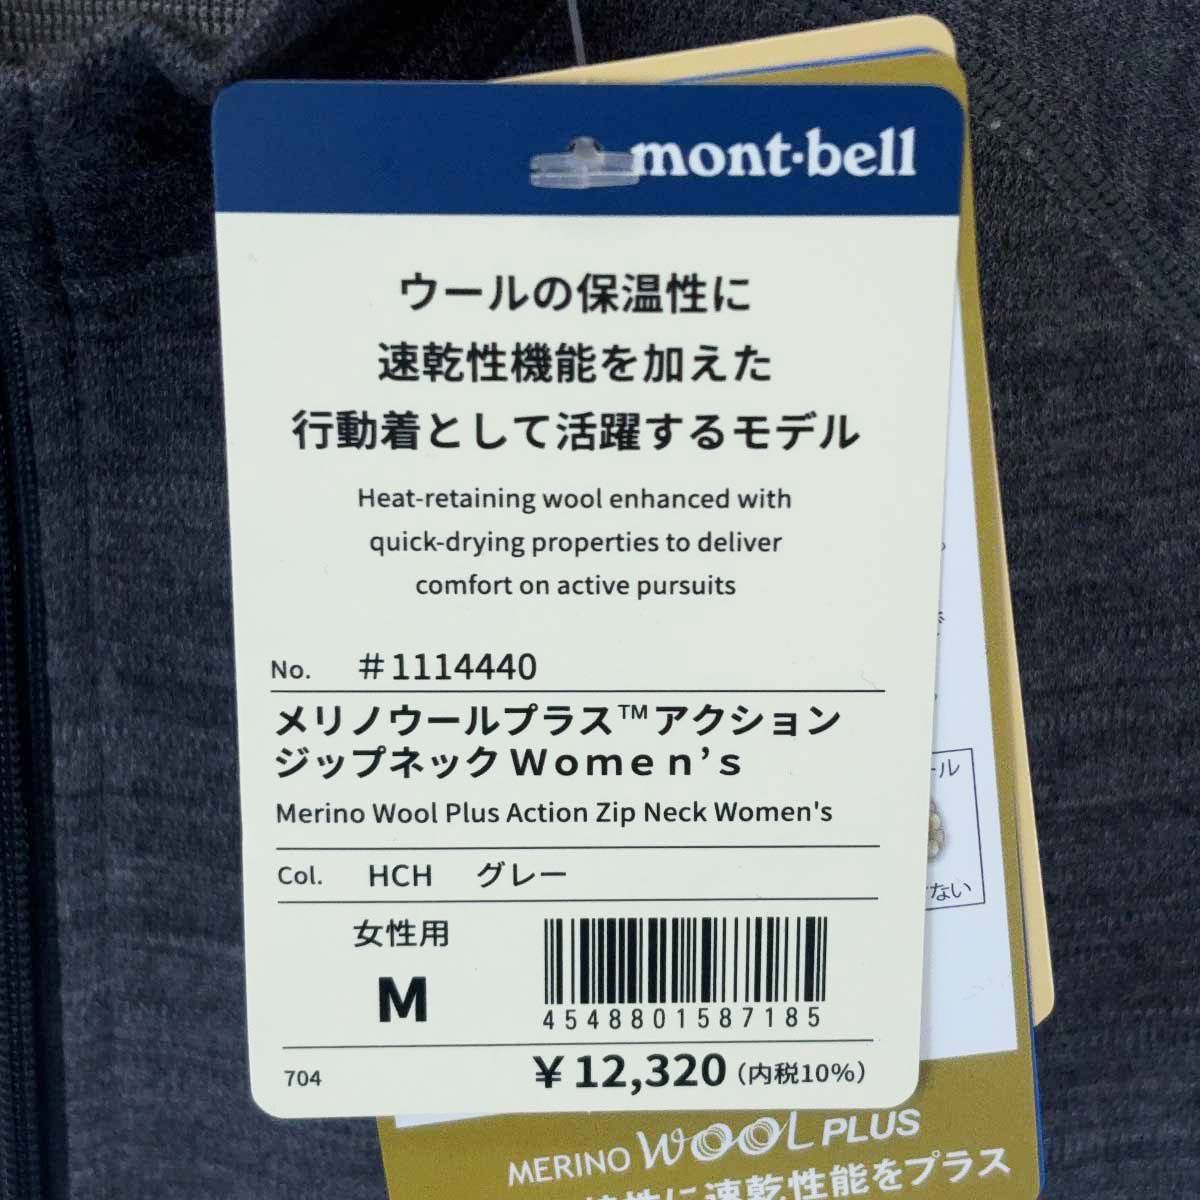 mont-bell
ウールの保温性に
速乾性機能を加えた
行動着として活躍するモデル
Heat-retaining wool enhanced with
quick-drying properties to deliver
comfort on active pursuits
No. #1114440
メリノウールプラス™アクション
ジップネックWomen’s
Merino Wool Plus Action Zip Neck Women's
Col. HCH グレー
女性用
M
4548801587185
704 ¥12,320(内税10%)
ール
ない
MERINO WOOL PLUS
に速乾性能をプラス